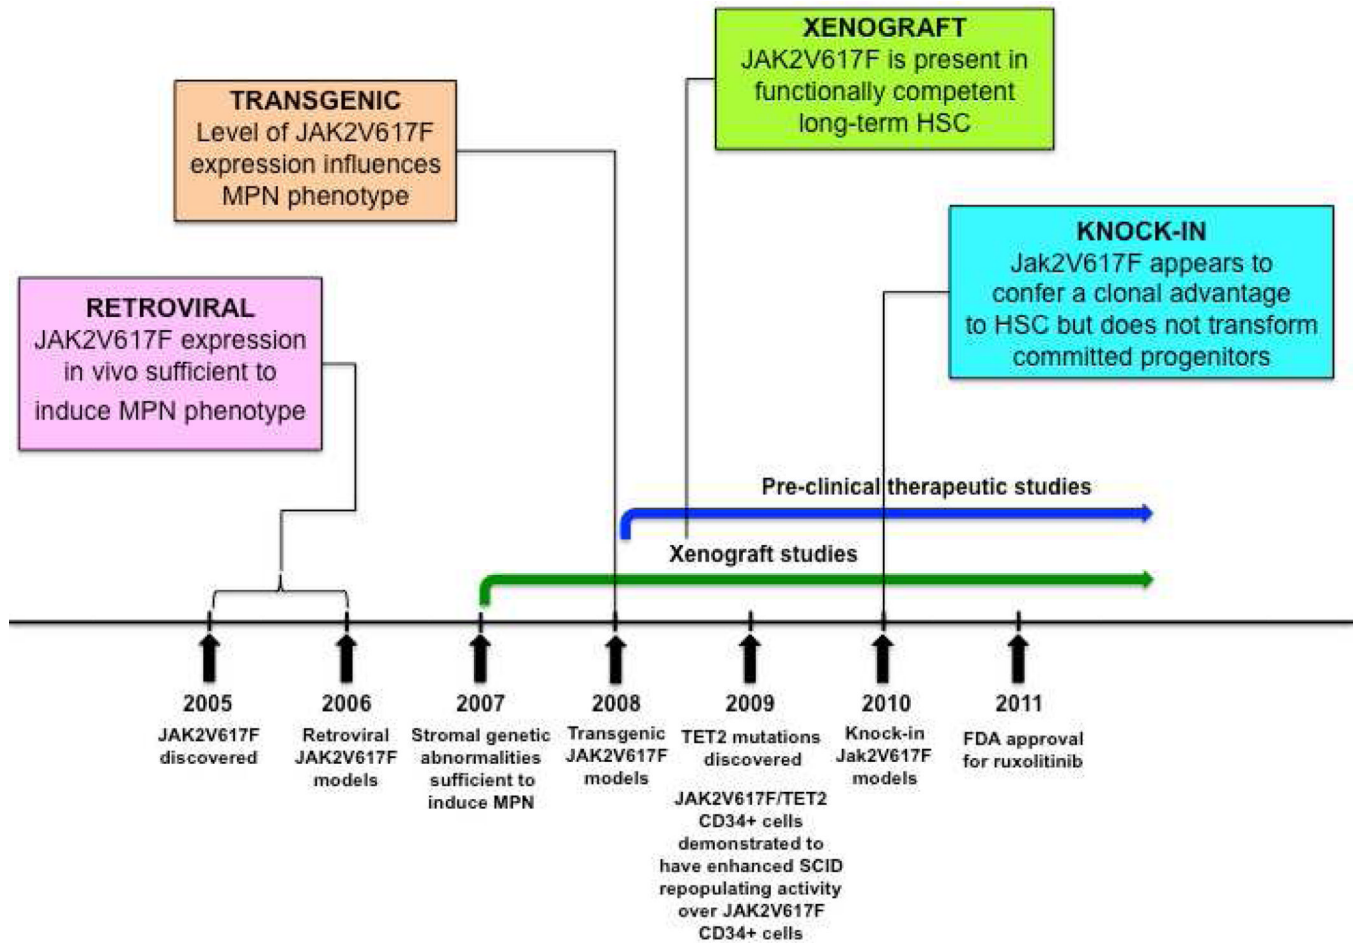 XENOGRAFT
JAK2V617F is present in
functionally competent
long-term HSC
TRANSGENIC
Level of JAK2V617F
expression influences
MPN phenotype
KNOCK-IN
Jak2V617F appears to
confer a clonal advantage
to HSC but does not transform
committed progenitors
RETROVIRAL
JAK2V617F expression
in vivo sufficient to
induce MPN phenotype
Pre-clinical therapeutic studies
Xenograft studies
2005
JAK2V617F
discovered
2006
Retroviral
JAK2V617F
models
2007
Stromal genetic
abnormalities
sufficient to
induce MPN
2008
Transgenic
JAK2V617F
models
2009
TET2 mutations
discovered
JAK2V617F/TET2
CD34+ cells
demonstrated to
have enhanced SCID
repopulating activity
over JAK2V617F
CD34+ cells
2010
Knock-in
Jak2V617F
models
2011
FDA approval
for ruxolitinib